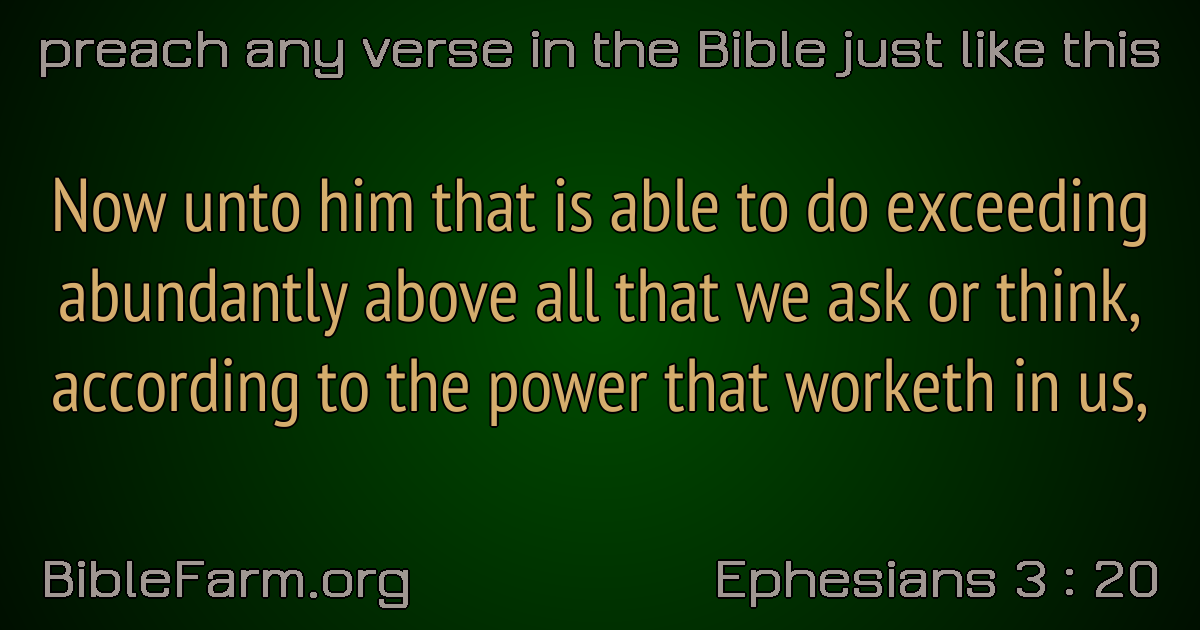 preach any verse in the Bible just like this
Now unto him that is able to do exceeding
abundantly above all that we ask or think,
according to the power that worketh in us,
BibleFarm.org
Ephesians 3 : 20